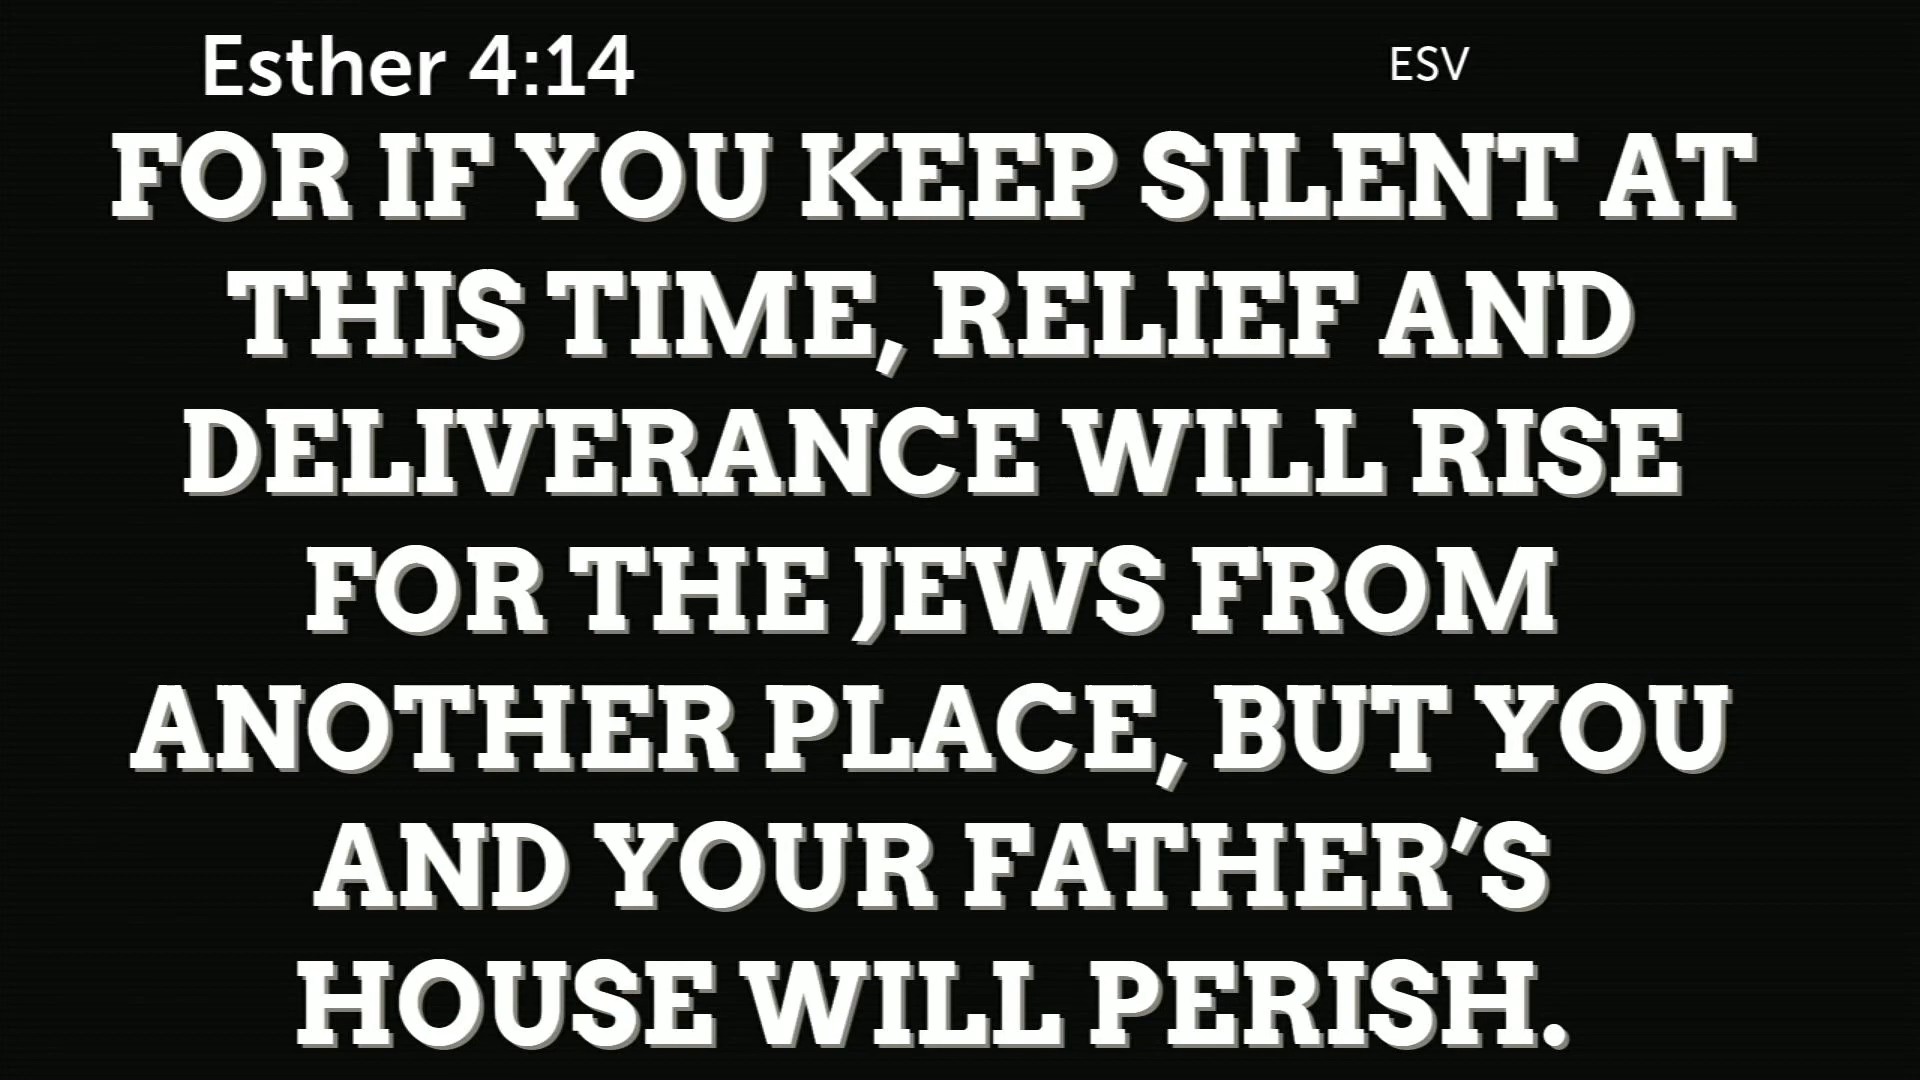 Esther 4:14 ESV
FOR IF YOU KEEP SILENT AT
THIS TIME, RELIEF AND
DELIVERANCE WILL RISE
FOR THE JEWS FROM
ANOTHER PLACE, BUT YOU
AND YOUR FATHER’S
HOUSE WILL PERISH.